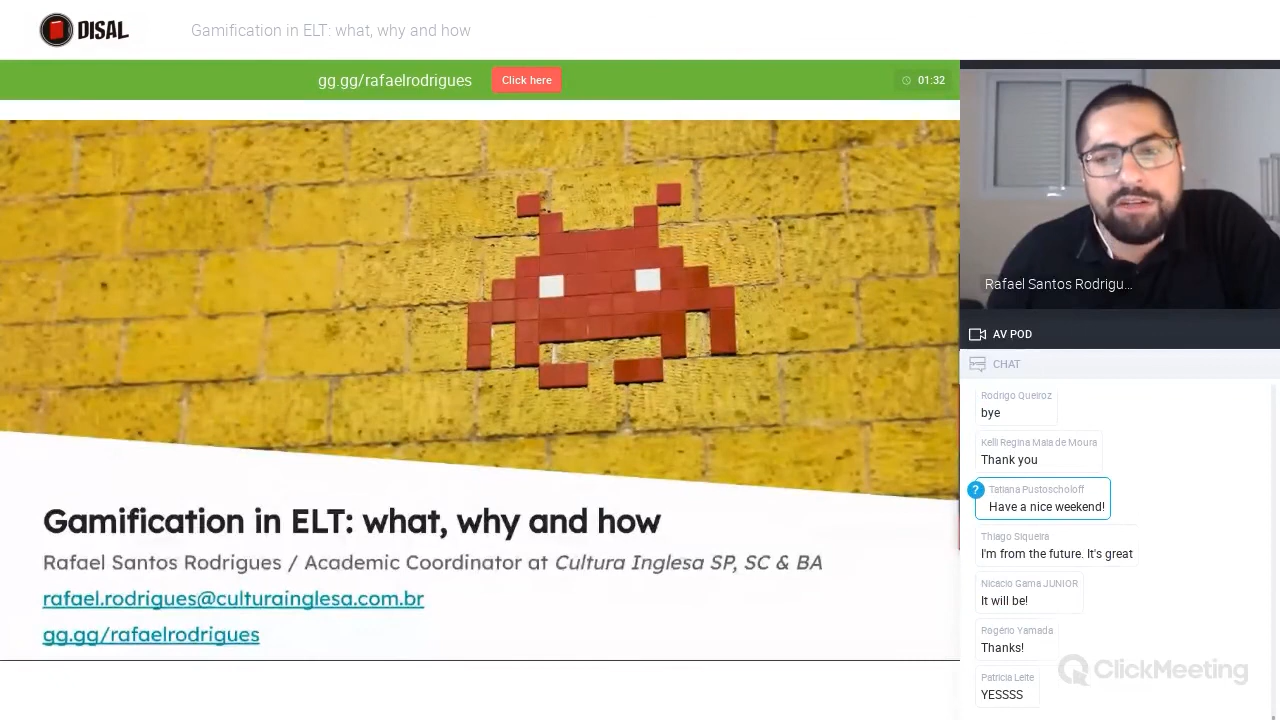 DISAL
Gamification in ELT: what, why and how
gg.gg/rafaelrodrigues
Click here
01:32
Rafael Santos Rodrigu...
AV POD
CHAT
Rodrigo Queiroz
bye
Kelli Regina Maia de Moura
Thank you
?
Tatiana Pustoscholoff
Have a nice weekend!
Thiago Siqueira
I'm from the future. It's great
Nicacio Gama JUNIOR
It will be!
Rogério Yamada
Thanks!
Patricia Leite
YESSSS
ClickMeeting
Gamification in ELT: what, why and how
Rafael Santos Rodrigues / Academic Coordinator at Cultura Inglesa SP, SC & BA
rafael.rodrigues@culturainglesa.com.br
gg.gg/rafaelrodrigues